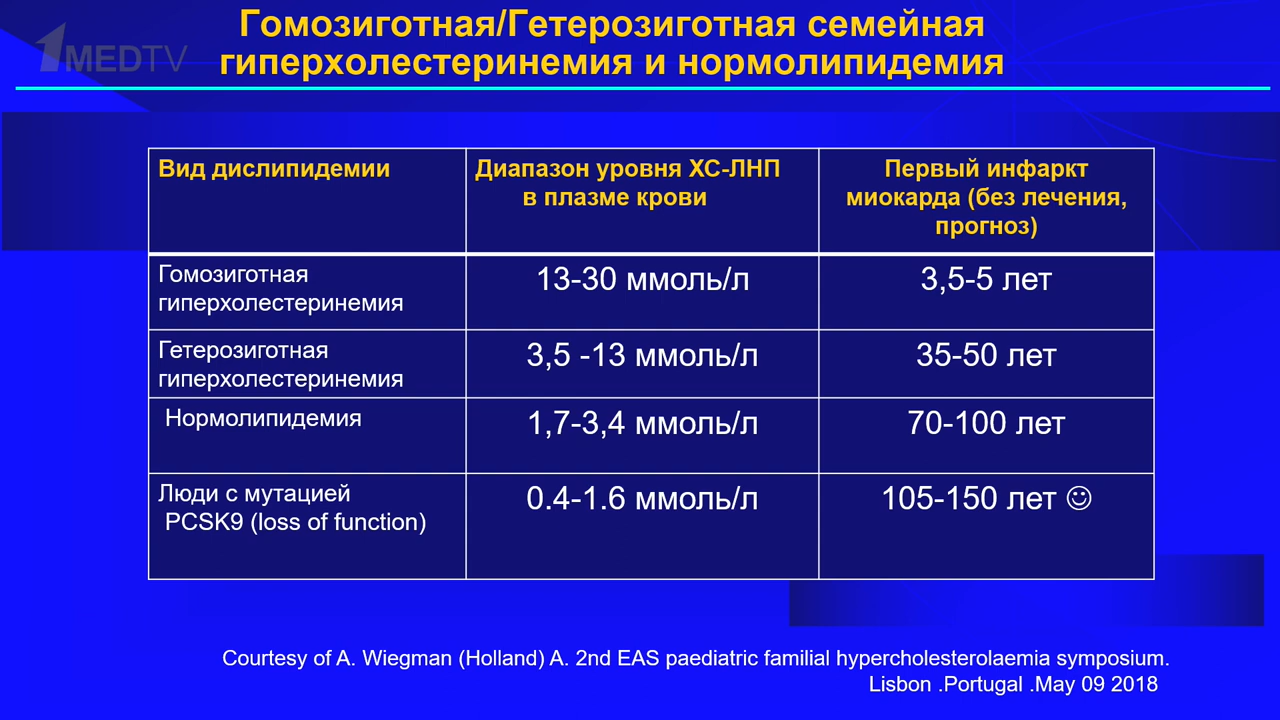 Гомозиготная/Гетерозиготная семейная
гиперхолестеринемия и нормолипидемия
1MEDTV
Вид дислипидемии
Диапазон уровня ХС-ЛНП
в плазме крови
Первый инфаркт
миокарда (без лечения,
прогноз)
Гомозиготная
гиперхолестеринемия
13-30 ммоль/л
3,5-5 лет
Гетерозиготная
гиперхолестеринемия
3,5 -13 ммоль/л
35-50 лет
Нормолипидемия
1,7-3,4 ммоль/л
70-100 лет
Люди с мутацией
PCSK9 (loss of function)
0.4-1.6 ммоль/л
105-150 лет ☺
Courtesy of A. Wiegman (Holland) A. 2nd EAS paediatric familial hypercholesterolaemia symposium.
Lisbon .Portugal .May 09 2018